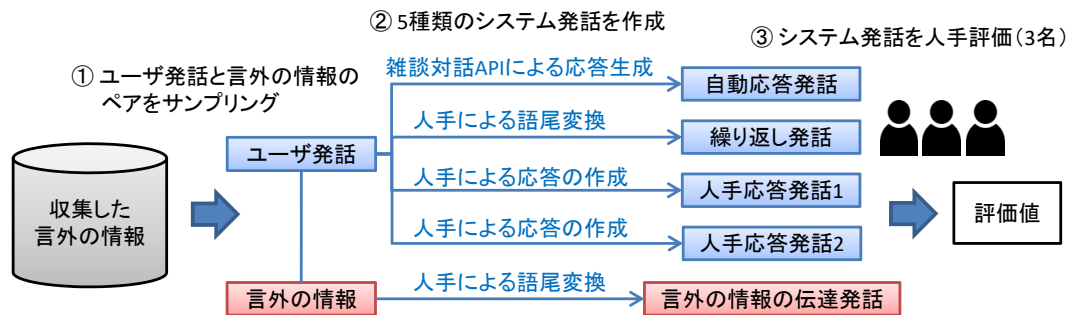 ② 5種類のシステム発話を作成
③ システム発話を人手評価(3名)
① ユーザ発話と言外の情報の
ペアをサンプリング
雑談対話APIによる応答生成
自動応答発話
人手による語尾変換
繰り返し発話
ユーザ発話
人手による応答の作成
人手応答発話1
収集した
言外の情報
評価値
人手による応答の作成
人手応答発話2
人手による語尾変換
言外の情報
言外の情報の伝達発話